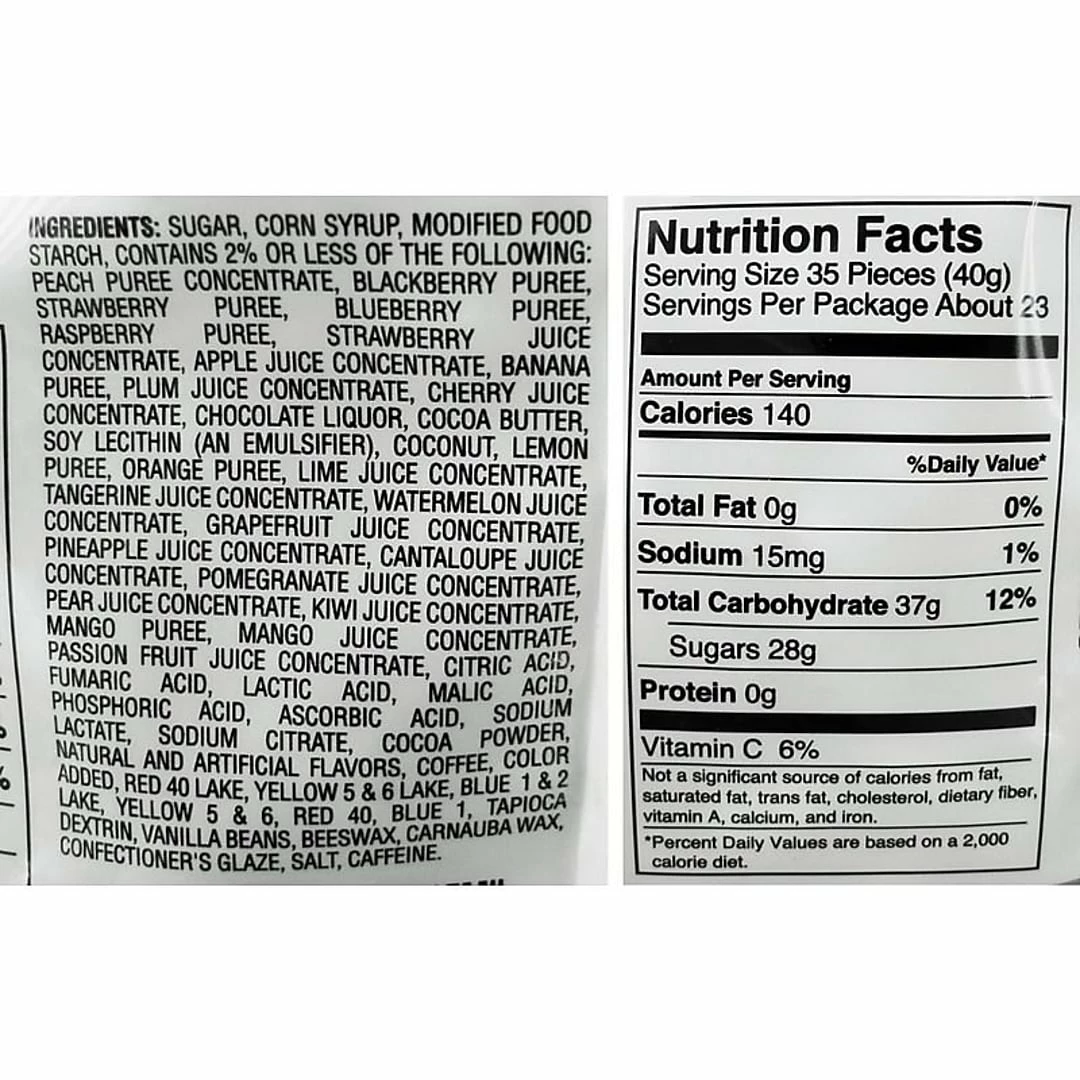 INGREDIENTS: SUGAR, CORN SYRUP, MODIFIED FOOD
STARCH, CONTAINS 2% OR LESS OF THE FOLLOWING:
PEACH PUREE CONCENTRATE, BLACKBERRY PUREE,
STRAWBERRY PUREE, BLUEBERRY PUREE,
RASPBERRY PUREE, STRAWBERRY JUICE
CONCENTRATE, APPLE JUICE CONCENTRATE, BANANA
PUREE, PLUM JUICE CONCENTRATE, CHERRY JUICE
CONCENTRATE, CHOCOLATE LIQUOR, COCOA BUTTER,
SOY LECITHIN (AN EMULSIFIER), COCONUT, LEMON
PUREE, ORANGE PUREE, LIME JUICE CONCENTRATE,
TANGERINE JUICE CONCENTRATE, WATERMELON JUICE
CONCENTRATE, GRAPEFRUIT JUICE CONCENTRATE,
PINEAPPLE JUICE CONCENTRATE, CANTALOUPE JUICE
CONCENTRATE, POMEGRANATE JUICE CONCENTRATE,
PEAR JUICE CONCENTRATE, KIWI JUICE CONCENTRATE,
MANGO PUREE, MANGO JUICE CONCENTRATE,
PASSION FRUIT JUICE CONCENTRATE, CITRIC ACID,
FUMARIC ACID, LACTIC ACID, MALIC ACID,
PHOSPHORIC ACID, ASCORBIC ACID, SODIUM
LACTATE, SODIUM CITRATE, COCOA POWDER,
NATURAL AND ARTIFICIAL FLAVORS, COFFEE, COLOR
ADDED, RED 40 LAKE, YELLOW 5 & 6 LAKE, BLUE 1 & 2
LAKE, YELLOW 5 & 6, RED 40, BLUE 1, TAPIOCA
DEXTRIN, VANILLA BEANS, BEESWAX, CARNAUBA WAX,
CONFECTIONER'S GLAZE, SALT, CAFFEINE.
Nutrition Facts
Serving Size 35 Pieces (40g)
Servings Per Package About 23
Amount Per Serving
Calories 140
%Daily Value*
Total Fat 0g 0%
Sodium 15mg 1%
Total Carbohydrate 37g 12%
Sugars 28g
Protein 0g
Vitamin C 6%
Not a significant source of calories from fat,
saturated fat, trans fat, cholesterol, dietary fiber,
vitamin A, calcium, and iron.
*Percent Daily Values are based on a 2,000
calorie diet.